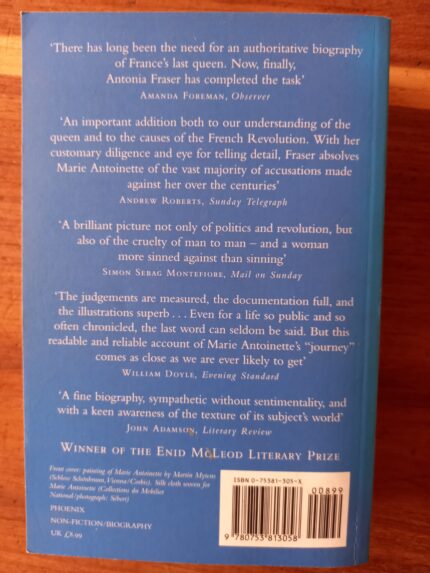 ‘There has long been the need for an authoritative biography
of France’s last queen. Now, finally,
Antonia Fraser has completed the task’
AMANDA FOREMAN, Observer
‘An important addition both to our understanding of the
queen and to the causes of the French Revolution. With her
customary diligence and eye for telling detail, Fraser absolves
Marie Antoinette of the vast majority of accusations made
against her over the centuries’
ANDREW ROBERTS, Sunday Telegraph
‘A brilliant picture not only of politics and revolution, but
also of the cruelty of man to man – and a woman
more sinned against than sinning’
SIMON SEBAG MONTEFIORE, Mail on Sunday
‘The judgements are measured, the documentation full, and
the illustrations superb . . . Even for a life so public and so
often chronicled, the last word can seldom be said. But this
readable and reliable account of Marie Antoinette’s “journey”
comes as close as we are ever likely to get’
WILLIAM DOYLE, Evening Standard
‘A fine biography, sympathetic without sentimentality, and
with a keen awareness of the texture of its subject’s world’
JOHN ADAMSON, Literary Review
WINNER OF THE ENID MCLEOD LITERARY PRIZE
Front cover: painting of Marie Antoinette by Martin Mytens
(Schloss Schönbrunn, Vienna/Corbis). Silk cloth woven for
Marie Antoinette (Collections du Mobilier
National/photograph: Sébert)
PHOENIX
NON-FICTION/BIOGRAPHY
UK £8.99
ISBN 0-75381-305-X
00899
9 780753 813058